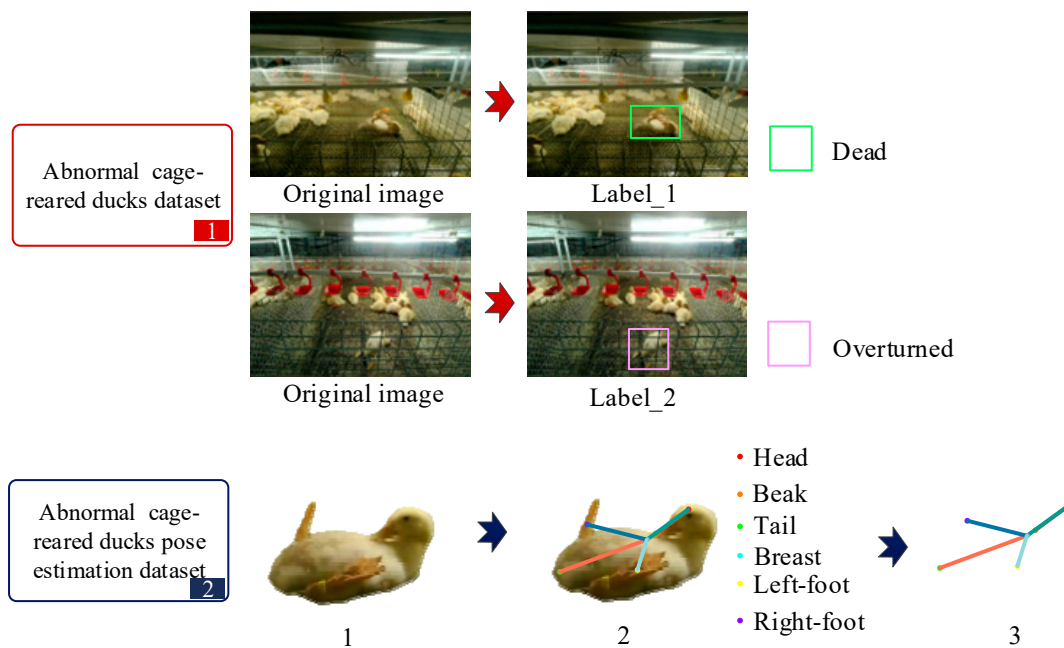 Abnormal cage-
reared ducks dataset
1
Original image
Label_1
Dead
Original image
Label_2
Overturned
Abnormal cage-
reared ducks pose
estimation dataset
2
Head
Beak
Tail
Breast
Left-foot
Right-foot
1
2
3